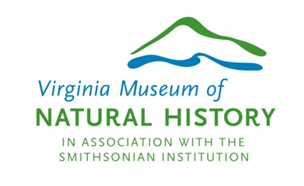 Virginia Museum of
NATURAL HISTORY
IN ASSOCIATION WITH THE
SMITHSONIAN INSTITUTION